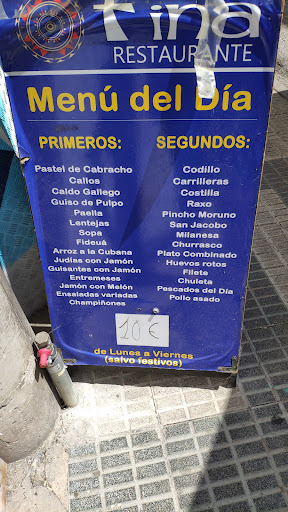 Tina
RESTAURANTE
Menú del Día
PRIMEROS:
Pastel de Cabracho
Callos
Caldo Gallego
Guiso de Pulpo
Paella
Lentejas
Sopa
Fideuá
Arroz a la Cubana
Judías con Jamón
Guisantes con Jamón
Entremeses
Jamón con Melón
Ensaladas variadas
Champiñones
SEGUNDOS:
Codillo
Carrilleras
Costilla
Raxo
Pincho Moruno
San Jacobo
Milanesa
Churrasco
Plato Combinado
Huevos rotos
Filete
Chuleta
Pescados del Día
Pollo asado
10 €
de Lunes a Viernes
(salvo festivos)